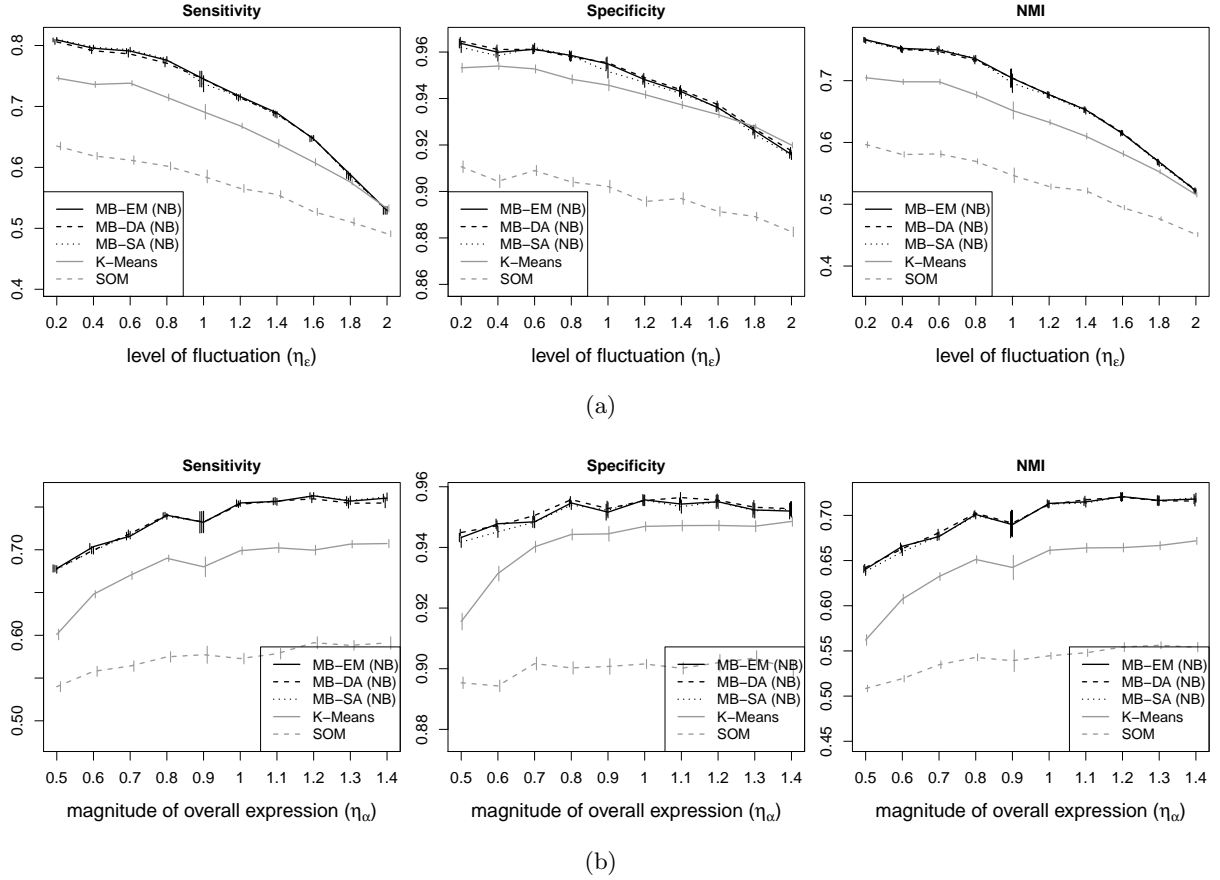 Sensitivity
0.4 0.5 0.6 0.7 0.8
MB−EM (NB)
MB−DA (NB)
MB−SA (NB)
K−Means
SOM
0.2 0.4 0.6 0.8 1 1.2 1.4 1.6 1.8 2
level of fluctuation (ηε)
Specificity
0.86 0.88 0.90 0.92 0.94 0.96
MB−EM (NB)
MB−DA (NB)
MB−SA (NB)
K−Means
SOM
0.2 0.4 0.6 0.8 1 1.2 1.4 1.6 1.8 2
level of fluctuation (ηε)
NMI
0.4 0.5 0.6 0.7
MB−EM (NB)
MB−DA (NB)
MB−SA (NB)
K−Means
SOM
0.2 0.4 0.6 0.8 1 1.2 1.4 1.6 1.8 2
level of fluctuation (ηε)
(a)
Sensitivity
0.50 0.60 0.70
MB−EM (NB)
MB−DA (NB)
MB−SA (NB)
K−Means
SOM
0.5 0.6 0.7 0.8 0.9 1 1.1 1.2 1.3 1.4
magnitude of overall expression (ηα)
Specificity
0.88 0.90 0.92 0.94 0.96
MB−EM (NB)
MB−DA (NB)
MB−SA (NB)
K−Means
SOM
0.5 0.6 0.7 0.8 0.9 1 1.1 1.2 1.3 1.4
magnitude of overall expression (ηα)
NMI
0.45 0.50 0.55 0.60 0.65 0.70
MB−EM (NB)
MB−DA (NB)
MB−SA (NB)
K−Means
SOM
0.5 0.6 0.7 0.8 0.9 1 1.1 1.2 1.3 1.4
magnitude of overall expression (ηα)
(b)